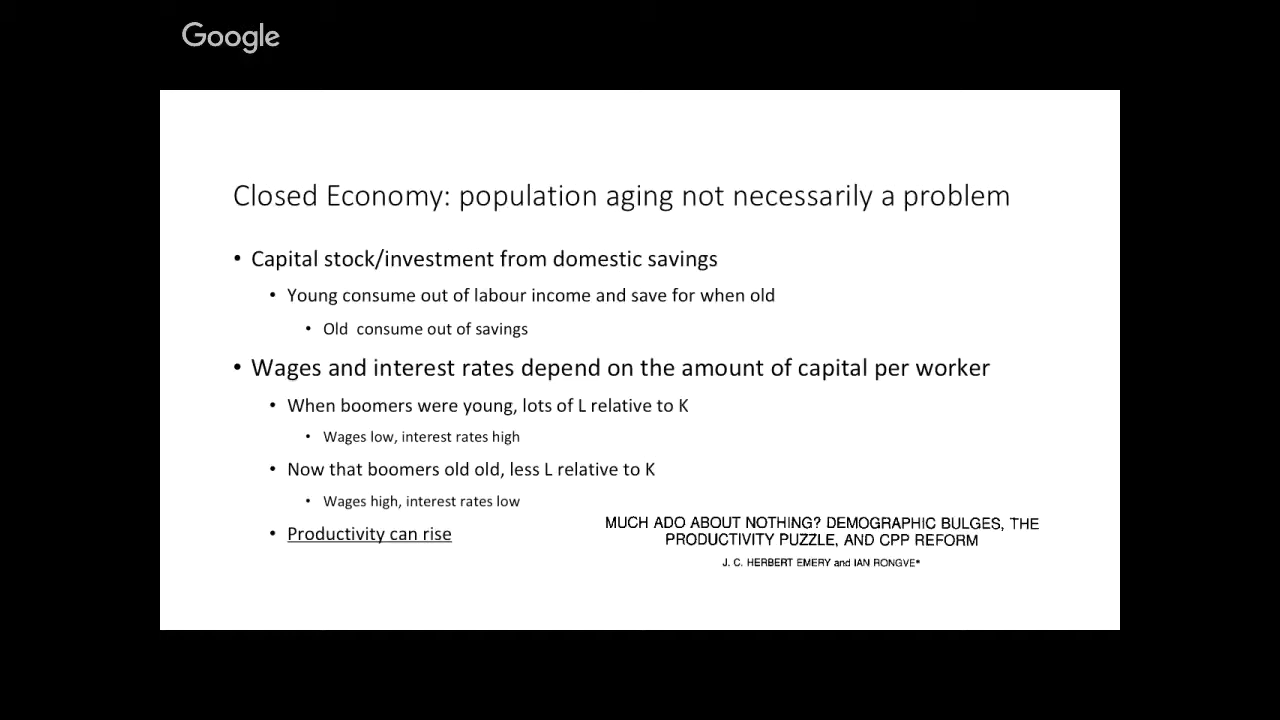 Google
Closed Economy: population aging not necessarily a problem
• Capital stock/investment from domestic savings
• Young consume out of labour income and save for when old
• Old consume out of savings
• Wages and interest rates depend on the amount of capital per worker
• When boomers were young, lots of L relative to K
• Wages low, interest rates high
• Now that boomers old old, less L relative to K
• Wages high, interest rates low
• Productivity can rise
MUCH ADO ABOUT NOTHING? DEMOGRAPHIC BULGES, THE
PRODUCTIVITY PUZZLE, AND CPP REFORM
J. C. HERBERT EMERY and IAN RONGVE*